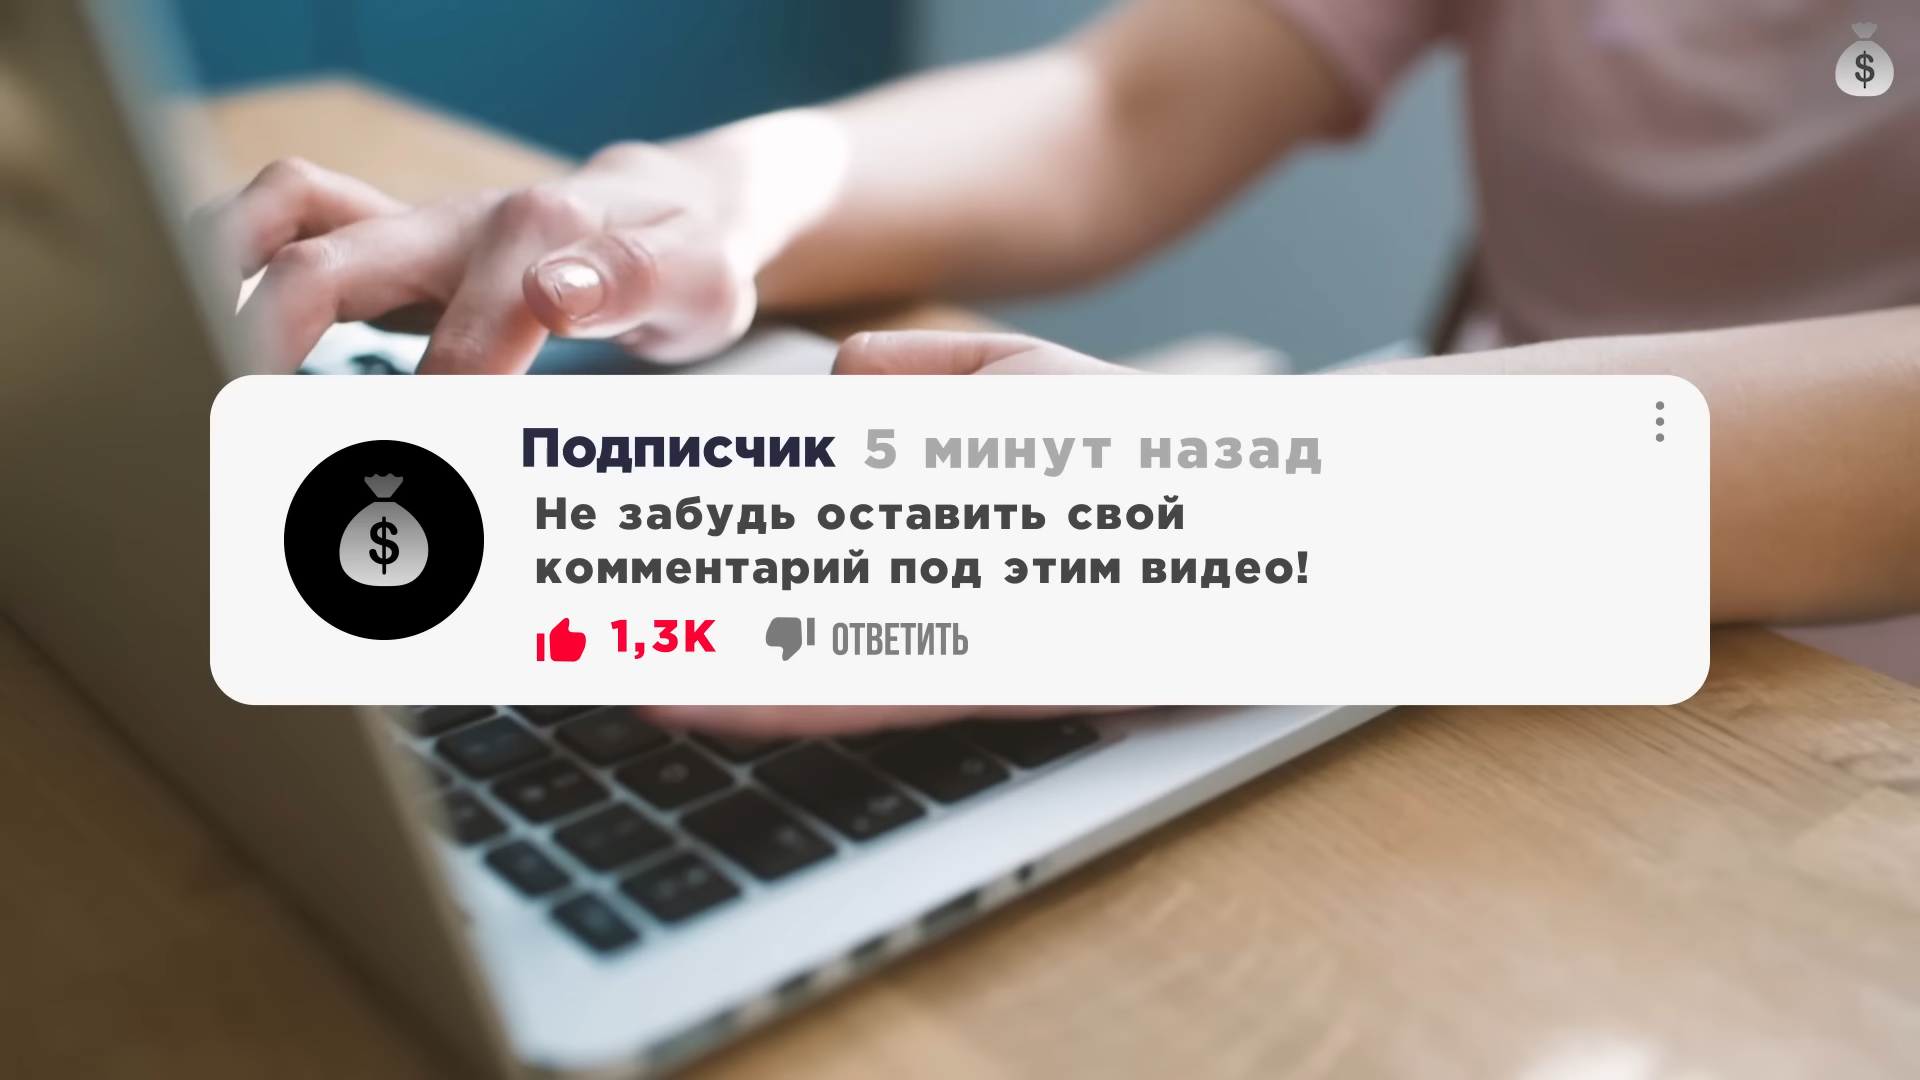 $
Подписчик 5 минут назад
Не забудь оставить свой
комментарий под этим видео!
$
1,3K ОТВЕТИТЬ